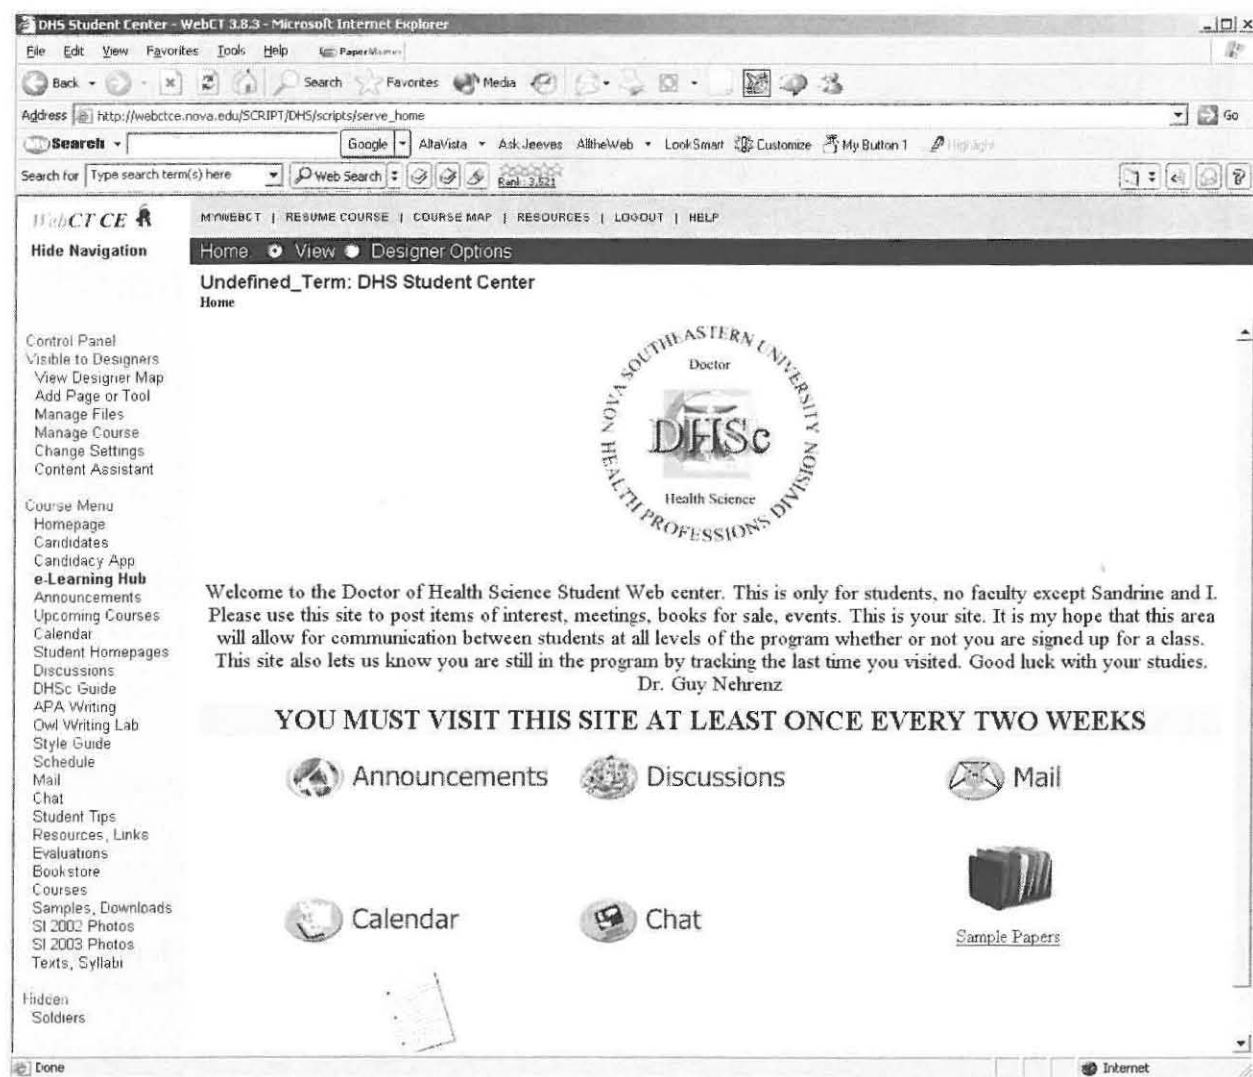 DHS Student Center - WebCT 3.8.3 - Microsoft Internet Explorer
File Edit View Favorites Tools Help
Back Search Favorites Media
Address http://webctce.nova.edu/SCRIPT/DHS/scripts/serve_home Go
Search Google AltaVista Ask Jeeves AlltheWeb LookSmart Customize My Button 1 Highlight
Search for Type search term(s) here Web Search Rank: 3,521
WebCT CE MYWEBCT | RESUME COURSE | COURSE MAP | RESOURCES | LOGOUT | HELP
Hide Navigation Home View Designer Options
Undefined_Term: DHS Student Center
Home
Control Panel
Visible to Designers
View Designer Map
Add Page or Tool
Manage Files
Manage Course
Change Settings
Content Assistant
Course Menu
Homepage
Candidates
Candidacy App
e-Learning Hub
Announcements
Upcoming Courses
Calendar
Student Homepages
Discussions
DHSc Guide
APA Writing
Owl Writing Lab
Style Guide
Schedule
Mail
Chat
Student Tips
Resources, Links
Evaluations
Bookstore
Courses
Samples, Downloads
SI 2002 Photos
SI 2003 Photos
Texts, Syllabi
Hidden
Soldiers
NOVA SOUTHEASTERN UNIVERSITY
Doctor
DHSc
Health Science
HEALTH PROFESSIONS DIVISION
Welcome to the Doctor of Health Science Student Web center. This is only for students, no faculty except Sandrine and I.
Please use this site to post items of interest, meetings, books for sale, events. This is your site. It is my hope that this area
will allow for communication between students at all levels of the program whether or not you are signed up for a class.
This site also lets us know you are still in the program by tracking the last time you visited. Good luck with your studies.
Dr. Guy Nehrenz
YOU MUST VISIT THIS SITE AT LEAST ONCE EVERY TWO WEEKS
Announcements Discussions Mail
Calendar Chat
Sample Papers
Done Internet